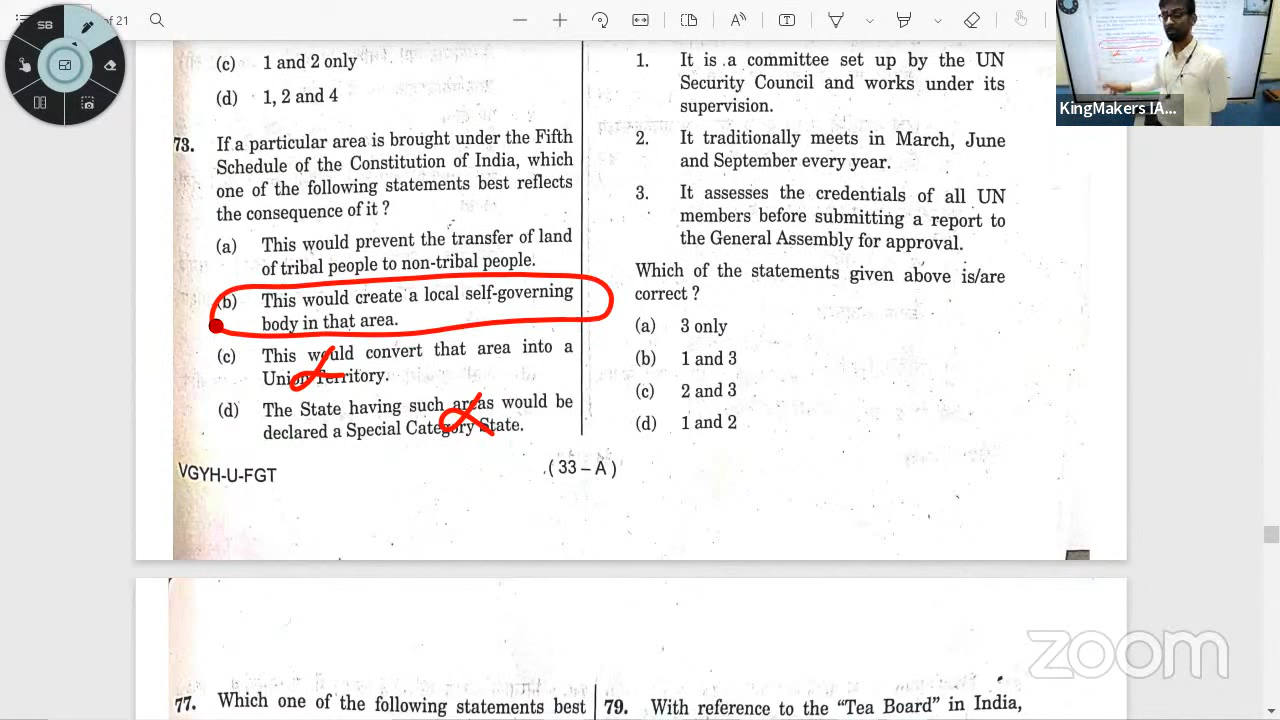 SB
of 21
KingMakers IA...
(c) 1 and 2 only
(d) 1, 2 and 4
73. If a particular area is brought under the Fifth
Schedule of the Constitution of India, which
one of the following statements best reflects
the consequence of it ?
(a) This would prevent the transfer of land
of tribal people to non-tribal people.
(b) This would create a local self-governing
body in that area.
(c) This would convert that area into a
Union Territory.
(d) The State having such areas would be
declared a Special Category State.
VGYH-U-FGT
( 33 – A )
1. a committee set up by the UN
Security Council and works under its
supervision.
2. It traditionally meets in March, June
and September every year.
3. It assesses the credentials of all UN
members before submitting a report to
the General Assembly for approval.
Which of the statements given above is/are
correct ?
(a) 3 only
(b) 1 and 3
(c) 2 and 3
(d) 1 and 2
zoom
77. Which one of the following statements best
79. With reference to the “Tea Board” in India,